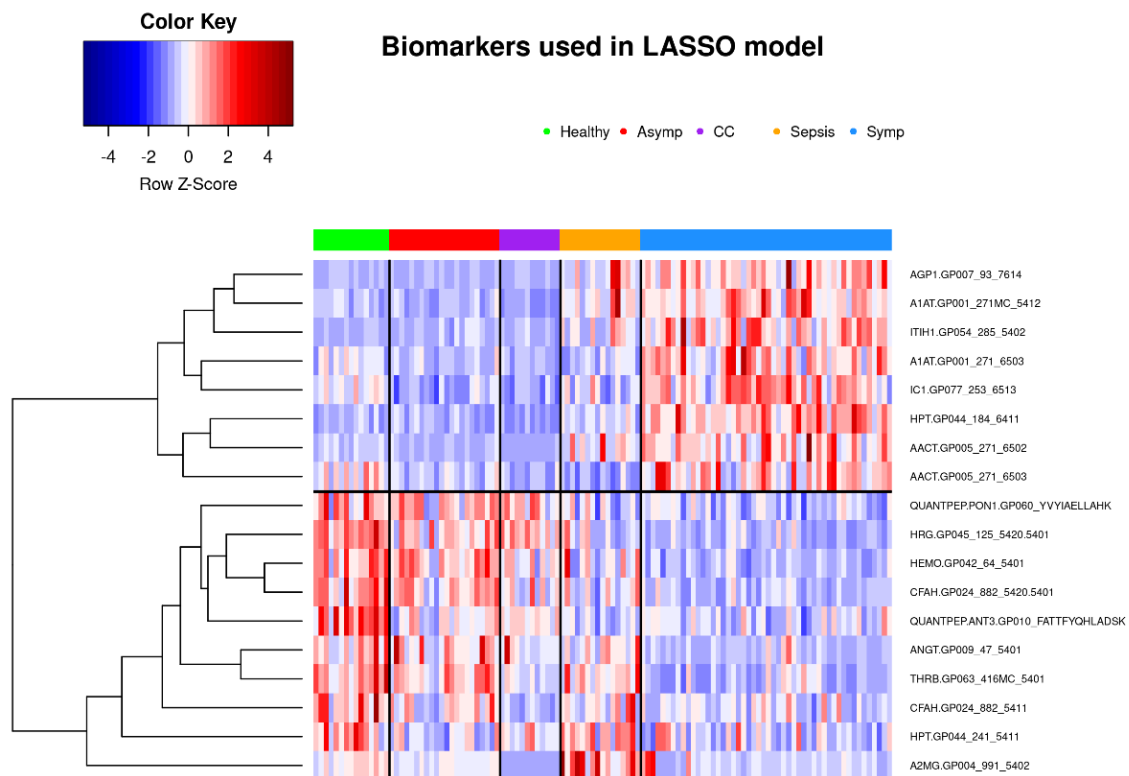 Color Key
Biomarkers used in LASSO model
Healthy Asymp CC Sepsis Symp
-4 -2 0 2 4
Row Z-Score
AGP1.GP007_93_7614
A1AT.GP001_271MC_5412
ITIH1.GP054_285_5402
A1AT.GP001_271_6503
IC1.GP077_253_6513
HPT.GP044_184_6411
AACT.GP005_271_6502
AACT.GP005_271_6503
QUANTPEP.PON1.GP060_YVYIAELLAHK
HRG.GP045_125_5420.5401
HEMO.GP042_64_5401
CFAH.GP024_882_5420.5401
QUANTPEP.ANT3.GP010_FATTFYQHLADSK
ANGT.GP009_47_5401
THRB.GP063_416MC_5401
CFAH.GP024_882_5411
HPT.GP044_241_5411
A2MG.GP004_991_5402